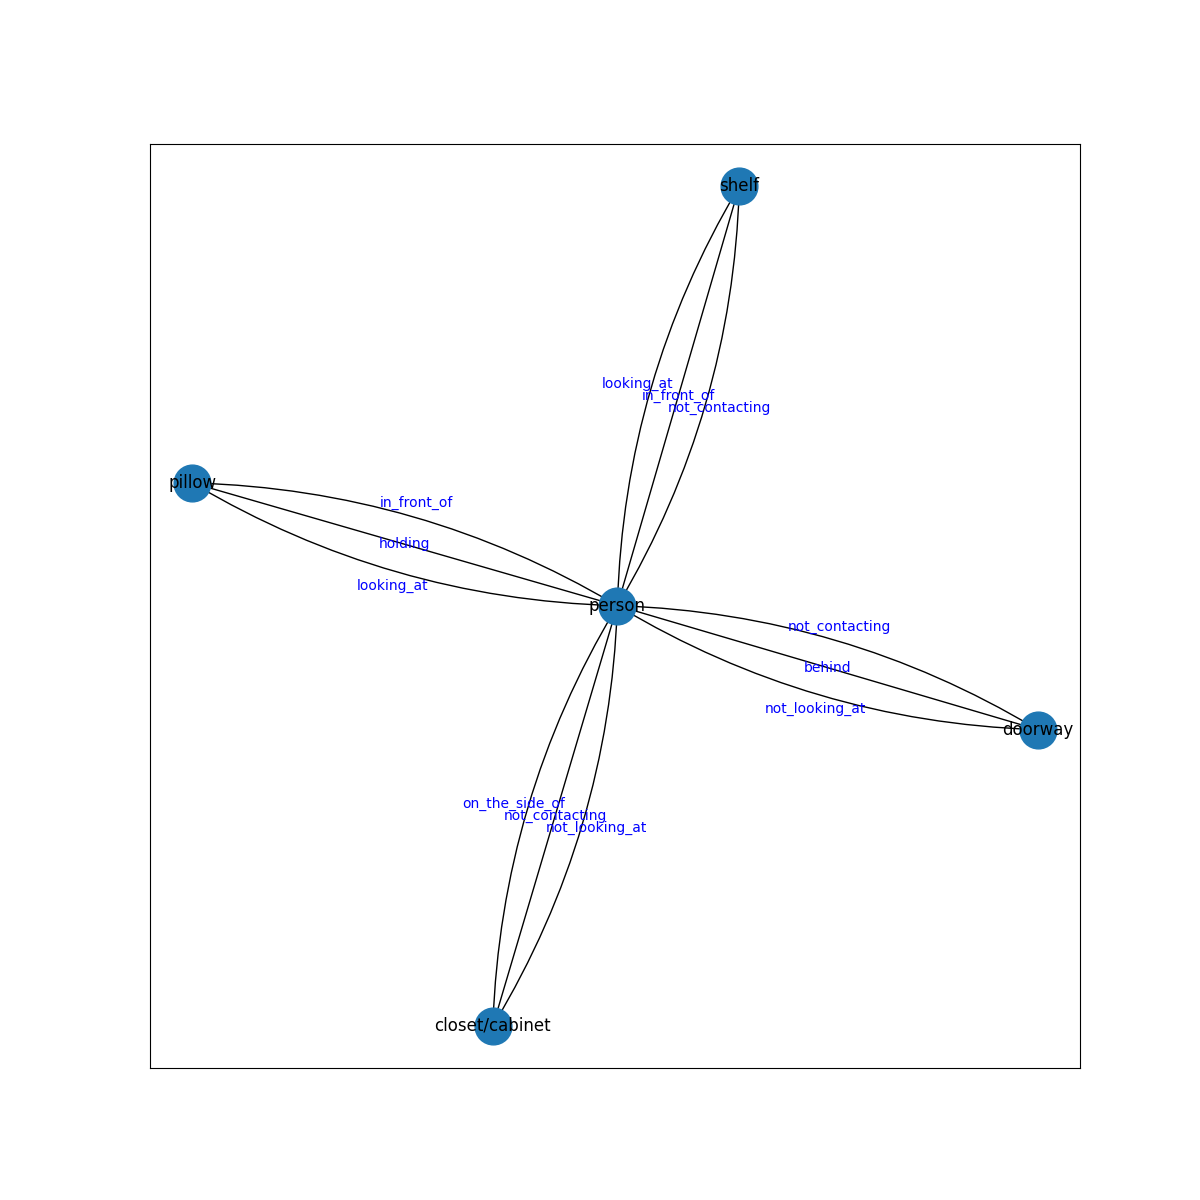 shelf
looking_at
in_front_of
not_contacting
pillow
in_front_of
holding
looking_at
person
not_contacting
behind
not_looking_at
doorway
on_the_side_of
not_contacting
not_looking_at
closet/cabinet